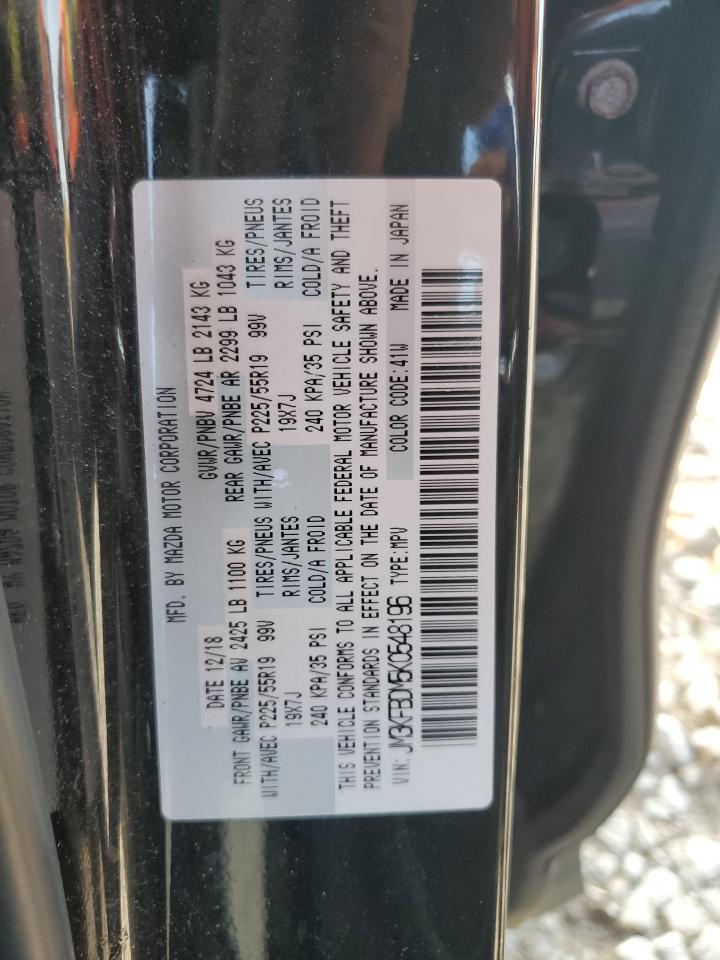 MFD. BY MAZDA MOTOR CORPORATION
DATE 12/18 GVWR/PNBV 4724 LB 2143 KG
FRONT GAWR/PNBE AV 2425 LB 1100 KG REAR GAWR/PNBE AR 2299 LB 1043 KG
WITH/AVEC P225/55R19 99V TIRES/PNEUS WITH/AVEC P225/55R19 99V TIRES/PNEUS
19X7J RIMS/JANTES 19X7J RIMS/JANTES
240 KPA/35 PSI COLD/A FROID 240 KPA/35 PSI COLD/A FROID
THIS VEHICLE CONFORMS TO ALL APPLICABLE FEDERAL MOTOR VEHICLE SAFETY AND THEFT
PREVENTION STANDARDS IN EFFECT ON THE DATE OF MANUFACTURE SHOWN ABOVE.
VIN: JM3KFBDM5K0548196 TYPE: MPV COLOR CODE: 41W MADE IN JAPAN